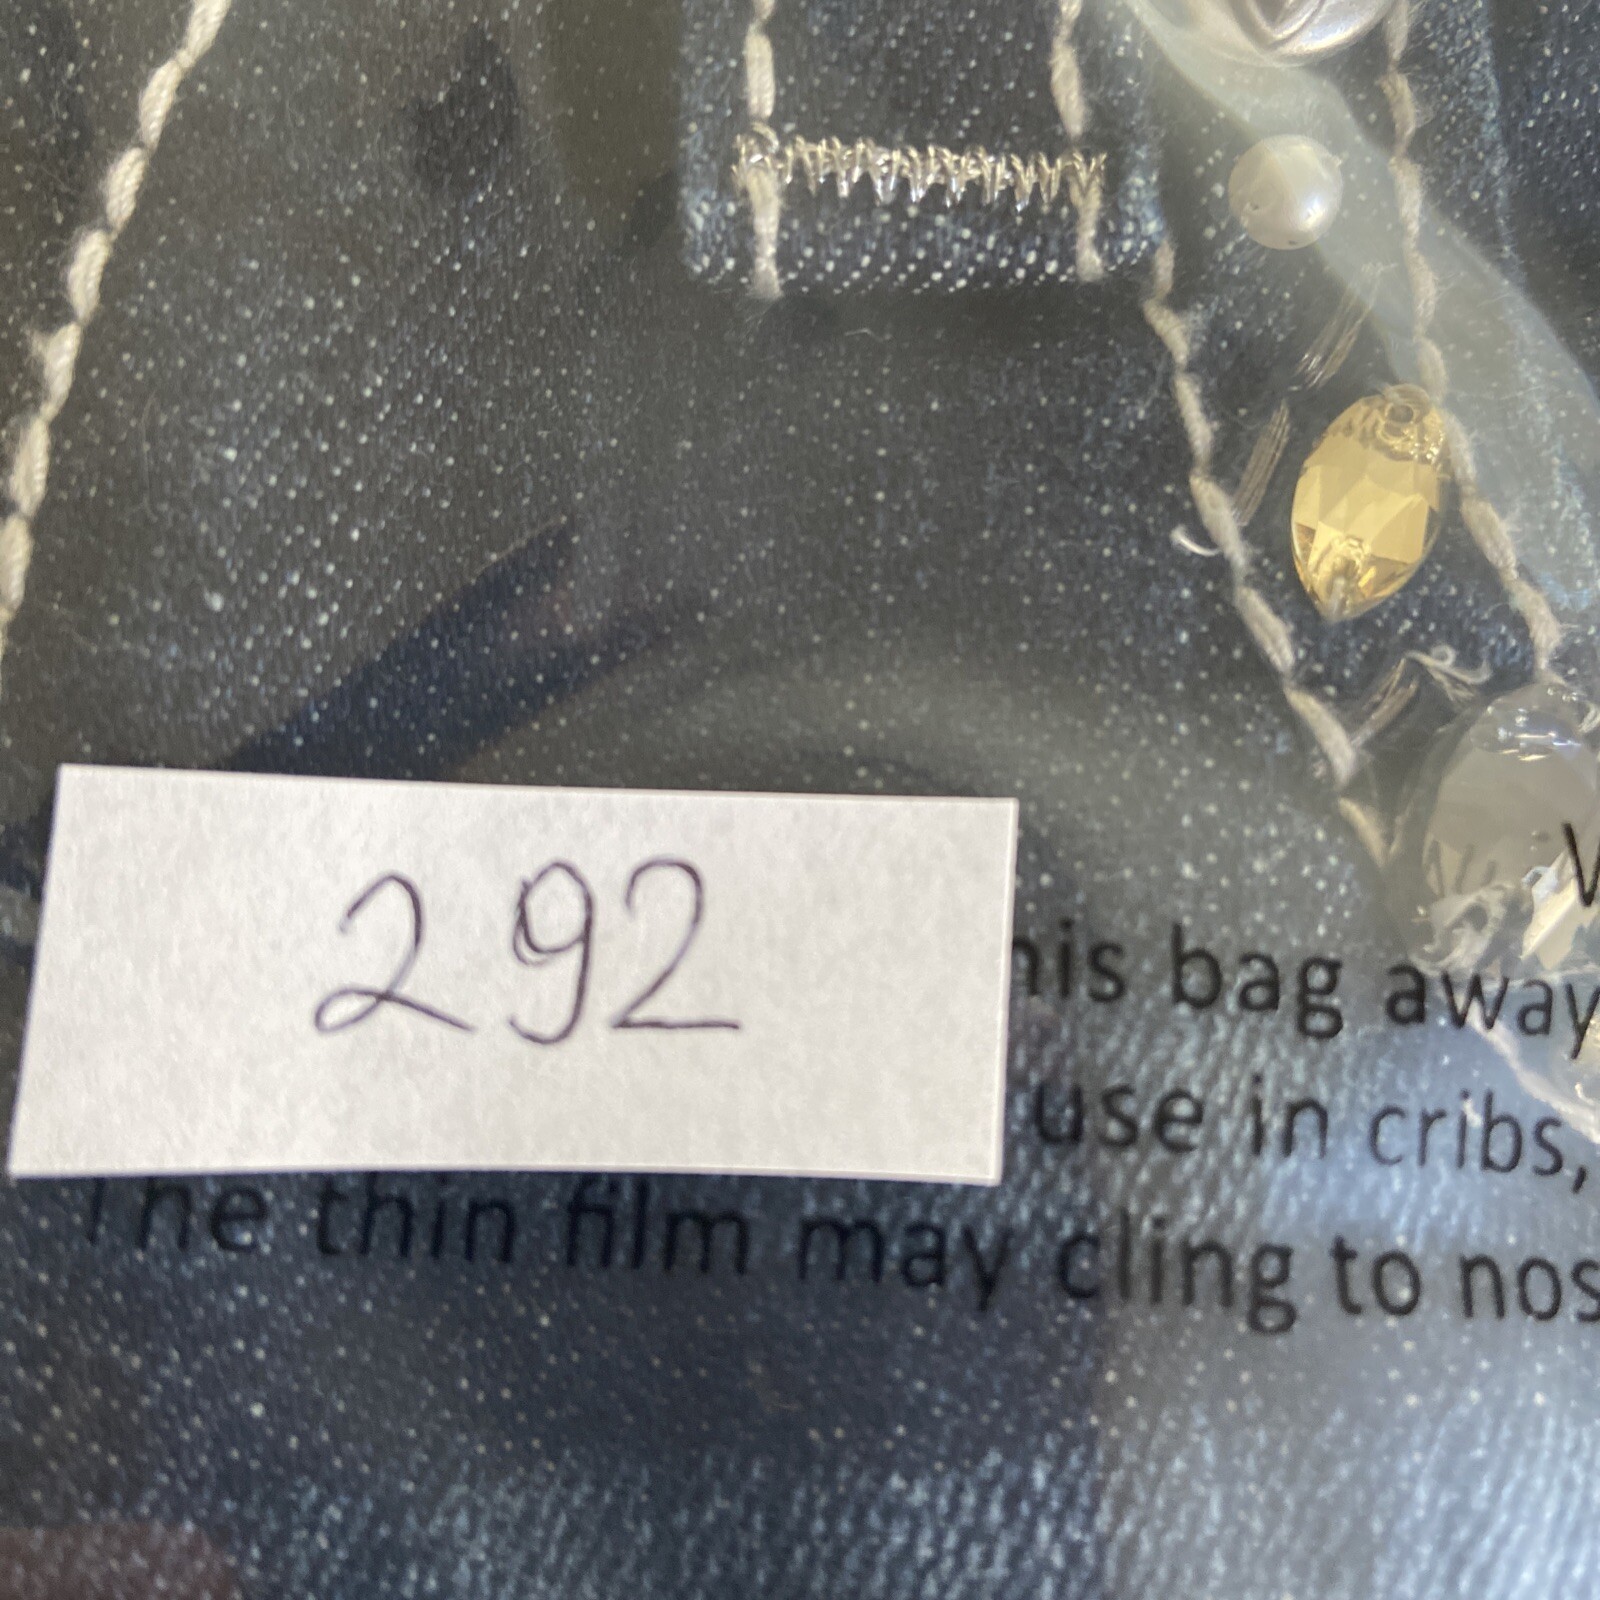 292
his bag away
use in cribs,
The thin film may cling to nos